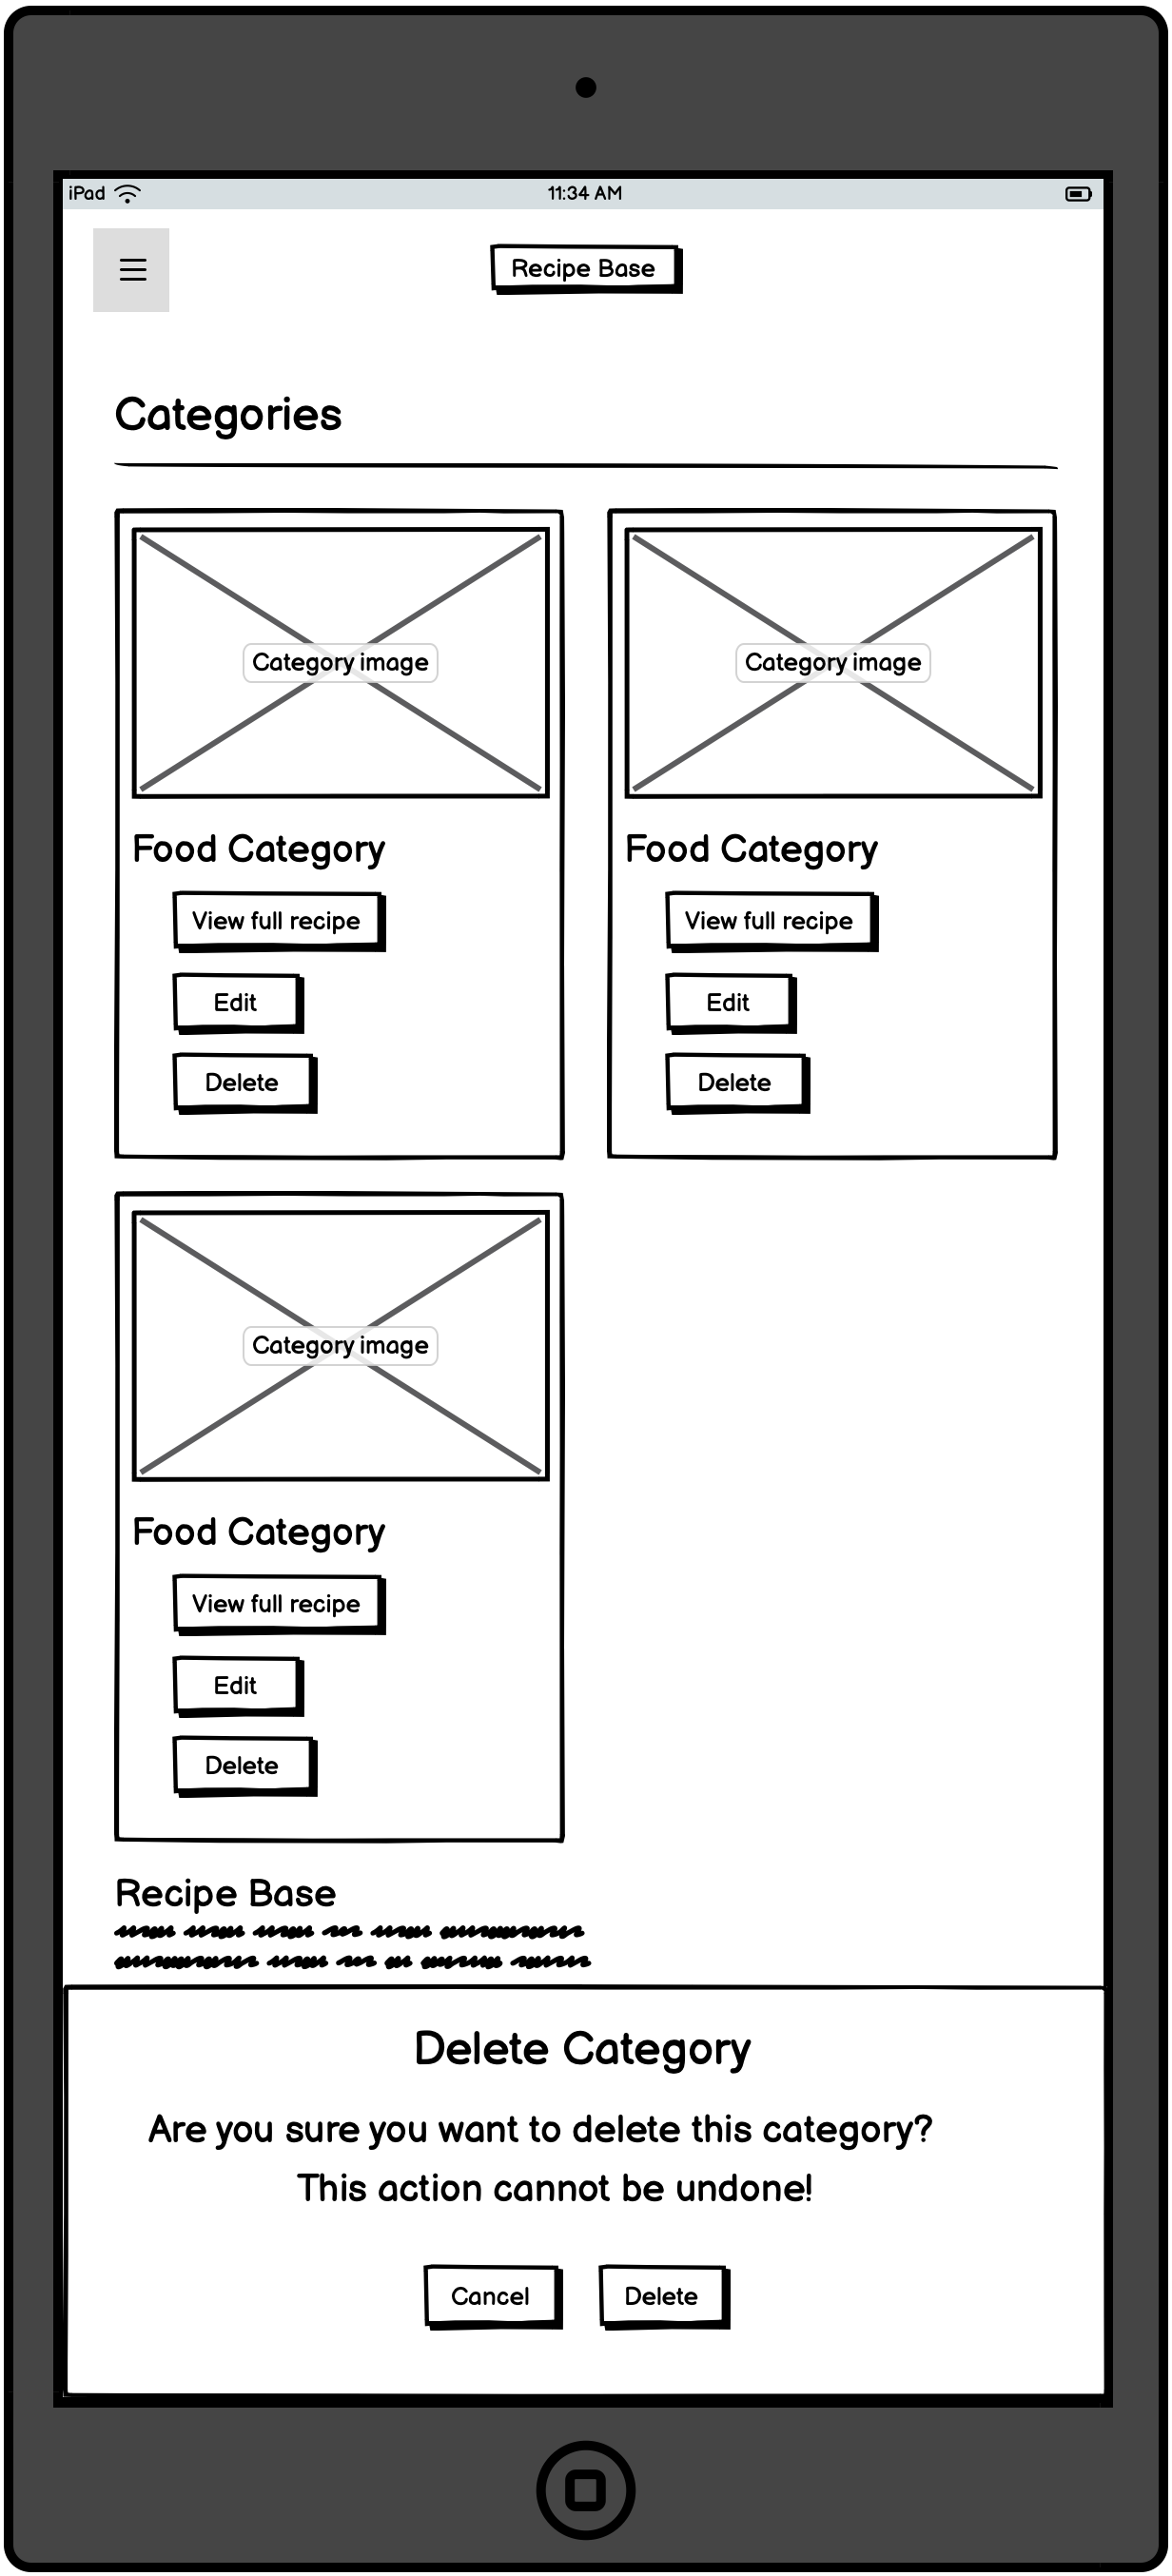 iPad 11:34 AM
Recipe Base
Categories
Category image Category image
Food Category Food Category
View full recipe View full recipe
Edit Edit
Delete Delete
Category image
Food Category
View full recipe
Edit
Delete
Recipe Base
Delete Category
Are you sure you want to delete this category?
This action cannot be undone!
Cancel Delete